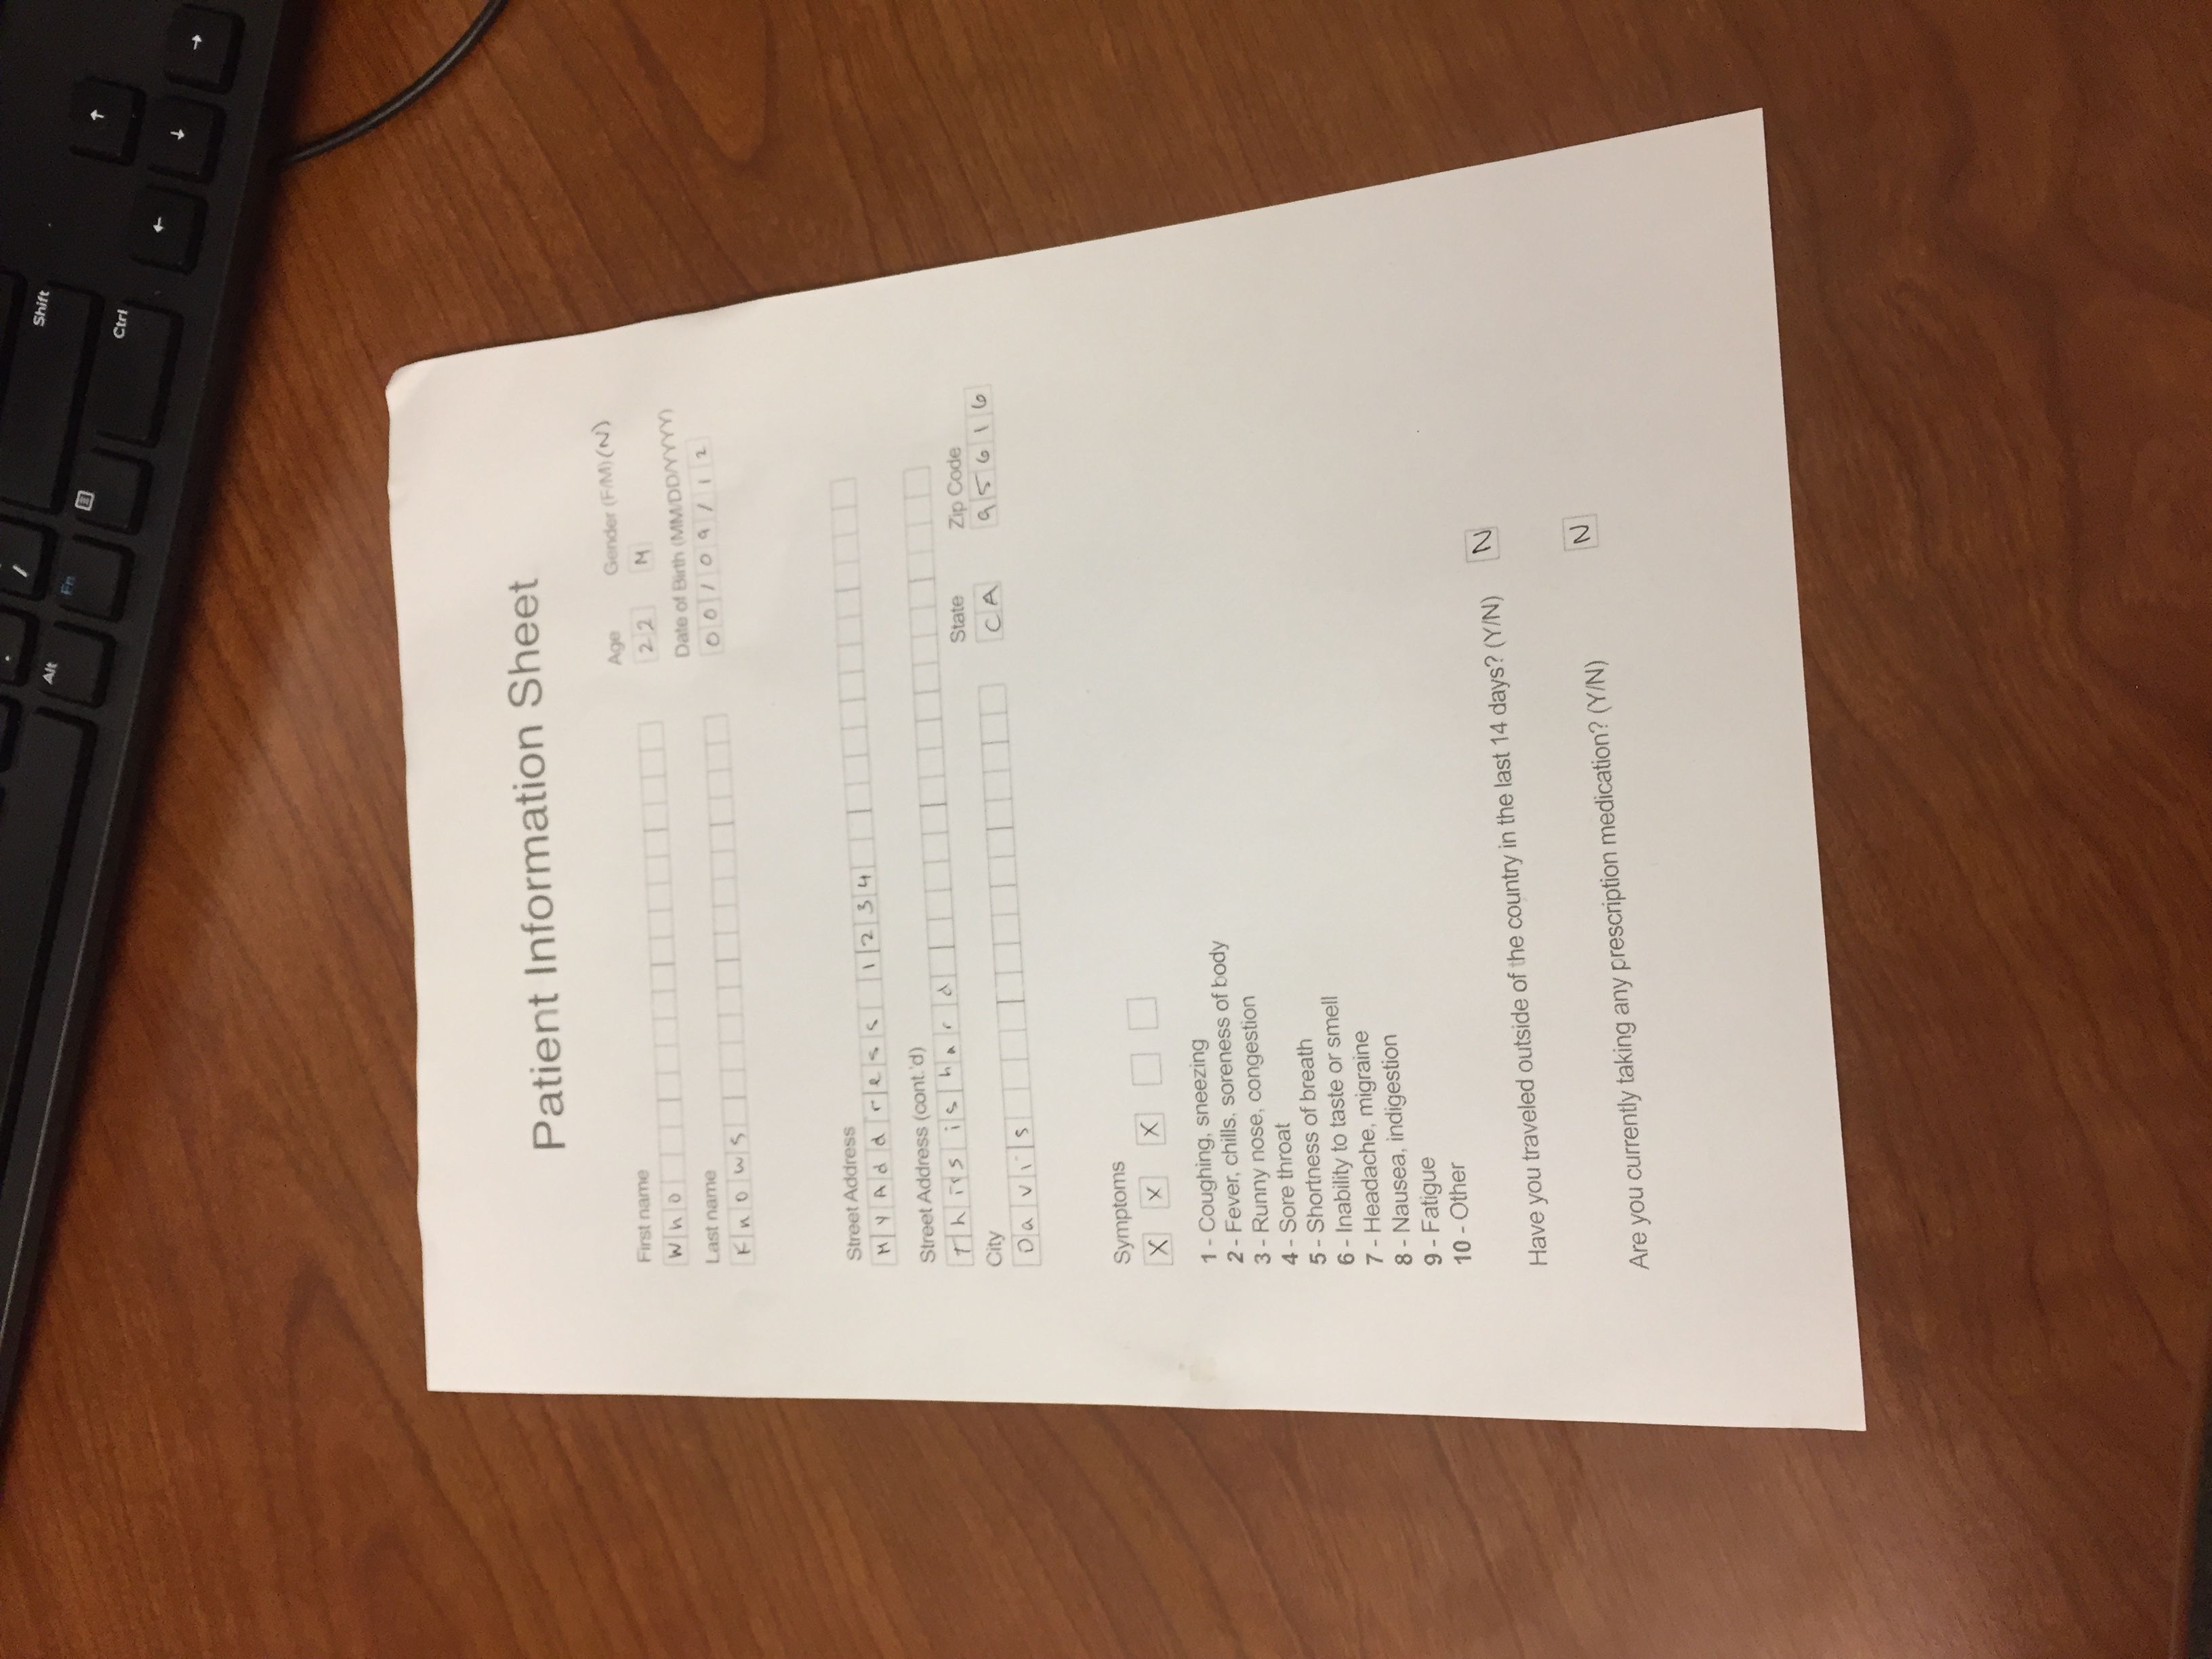 Shift
Alt
Fn
Ctrl
Patient Information Sheet
First name
Who
Age
22
Gender (F/M) (N)
M
Last name
Knows
Date of Birth (MM/DD/YYYY)
00/09/12
Street Address
MYAddress 1234
Street Address (cont.'d)
This is hard
City
Davis
State
CA
Zip Code
95616
Symptoms
X X X
1 - Coughing, sneezing
2 - Fever, chills, soreness of body
3 - Runny nose, congestion
4 - Sore throat
5 - Shortness of breath
6 - Inability to taste or smell
7 - Headache, migraine
8 - Nausea, indigestion
9 - Fatigue
10 - Other
Have you traveled outside of the country in the last 14 days? (Y/N) N
Are you currently taking any prescription medication? (Y/N) N